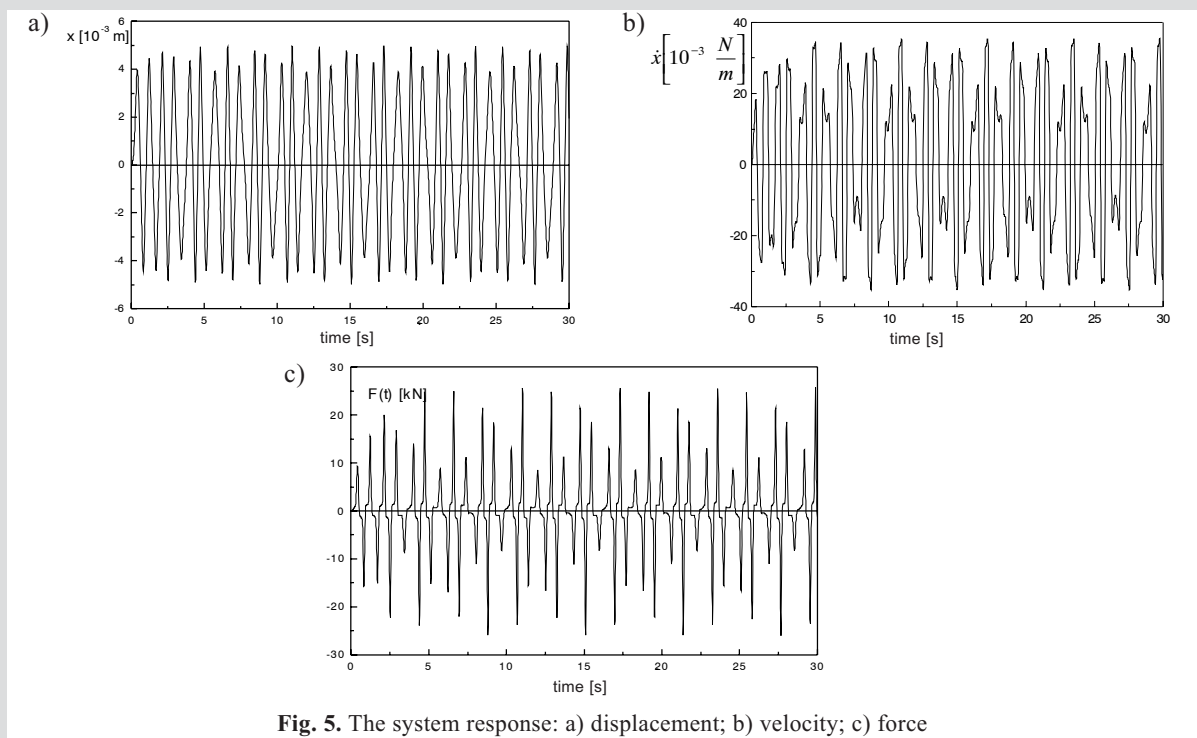 a)
x [10⁻³ m]
6
4
2
0
-2
-4
-6
0 5 10 15 20 25 30
time [s]
b)
ẋ[10⁻³ N/m]
40
20
0
-20
-40
0 5 10 15 20 25 30
time [s]
c)
F(t) [kN]
30
20
10
0
-10
-20
-30
0 5 10 15 20 25 30
time [s]
Fig. 5. The system response: a) displacement; b) velocity; c) force